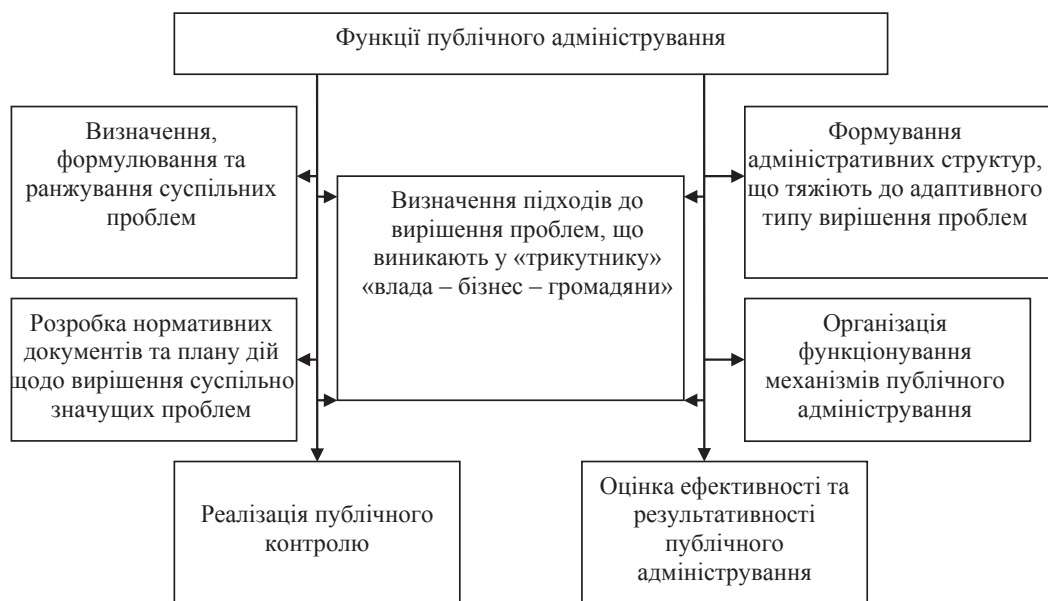 Функції публічного адміністрування
Визначення,
формулювання та
ранжування суспільних
проблем
Визначення підходів до
вирішення проблем, що
виникають у «трикутнику»
«влада – бізнес – громадяни»
Формування
адміністративних структур,
що тяжіють до адаптивного
типу вирішення проблем
Розробка нормативних
документів та плану дій
щодо вирішення суспільно
значущих проблем
Організація
функціонування
механізмів публічного
адміністрування
Реалізація публічного
контролю
Оцінка ефективності та
результативності
публічного
адміністрування